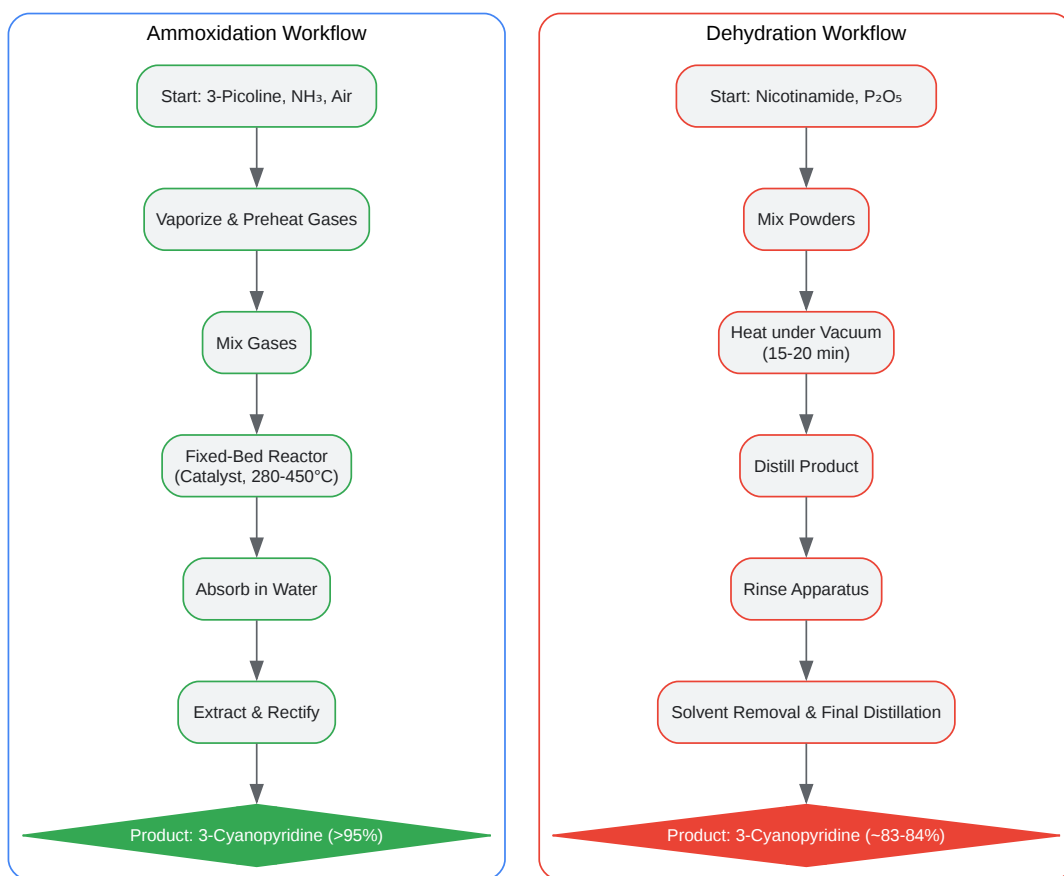 Ammoxidation Workflow
Start: 3-Picoline, NH₃, Air
Vaporize & Preheat Gases
Mix Gases
Fixed-Bed Reactor
(Catalyst, 280-450°C)
Absorb in Water
Extract & Rectify
Product: 3-Cyanopyridine (>95%)
Dehydration Workflow
Start: Nicotinamide, P₂O₅
Mix Powders
Heat under Vacuum
(15-20 min)
Distill Product
Rinse Apparatus
Solvent Removal & Final Distillation
Product: 3-Cyanopyridine (~83-84%)